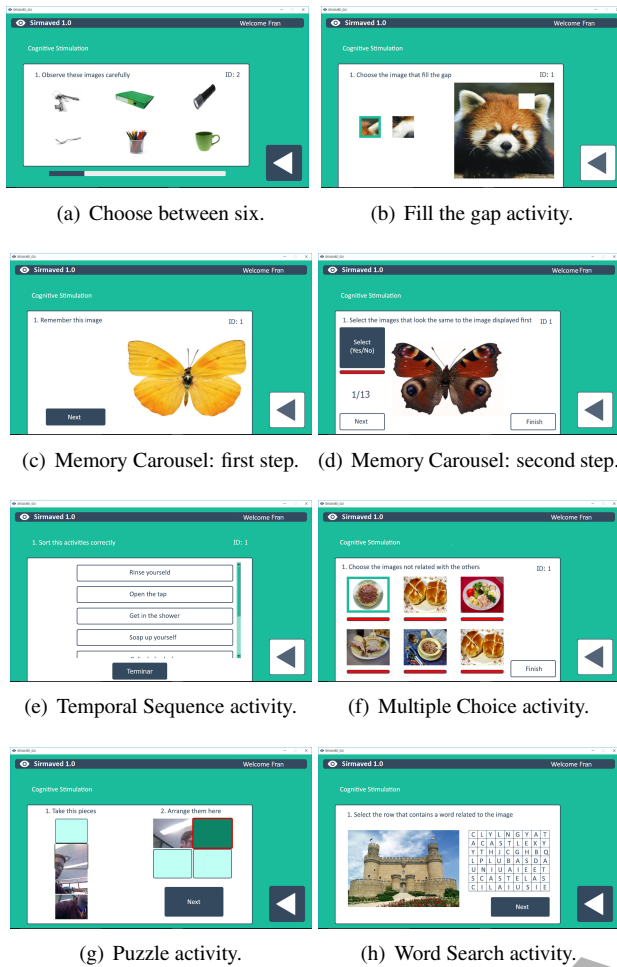 Sirmaved 1.0 Welcome Fran
Cognitive Stimulation
1. Observe these images carefully ID: 2
(a) Choose between six.
Sirmaved 1.0 Welcome Fran
Cognitive Stimulation
1. Choose the image that fill the gap ID: 1
(b) Fill the gap activity.
Sirmaved 1.0 Welcome Fran
Cognitive Stimulation
1. Remember this image ID: 1
Next
(c) Memory Carousel: first step.
Sirmaved 1.0 Welcome Fran
Cognitive Stimulation
1. Select the images that look the same to the image displayed first ID 1
Select
(Yes/No)
1/13
Next Finish
(d) Memory Carousel: second step.
Sirmaved 1.0 Welcome Fran
1. Sort this activities correctly ID: 1
Rinse yourseld
Open the tap
Get in the shower
Soap up yourself
Terminar
(e) Temporal Sequence activity.
Sirmaved 1.0 Welcome Fran
Cognitive Stimulation
1. Choose the images not related with the others ID: 1
Finish
(f) Multiple Choice activity.
Sirmaved 1.0 Welcome Fran
Cognitive Stimulation
1. Take this pieces 2. Arrange them here
Next
(g) Puzzle activity.
Sirmaved 1.0 Welcome Fran
Cognitive Stimulation
1. Select the row that contains a word related to the image
C L Y L N G Y A T
A C A S T L E X Y
Y T H J C G H B Q
L P L U B A S D A
U N I U A I E E T
S C A S T E L A S
C I L A I U S I E
Next
(h) Word Search activity.